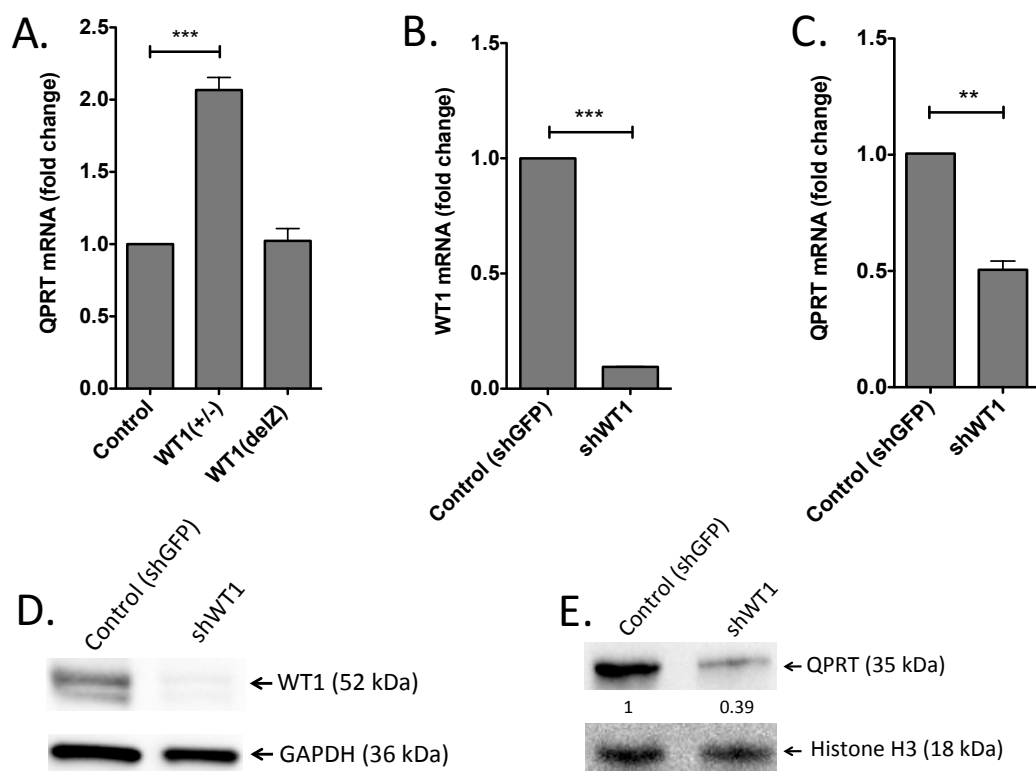 A.
QPRT mRNA (fold change)
2.5
2.0
1.5
1.0
0.5
0.0
***
Control
WT1(+/-)
WT1(delZ)
B.
WT1 mRNA (fold change)
1.5
1.0
0.5
0.0
***
Control (shGFP)
shWT1
C.
QPRT mRNA (fold change)
1.5
1.0
0.5
0.0
**
Control (shGFP)
shWT1
D.
Control (shGFP)
shWT1
WT1 (52 kDa)
GAPDH (36 kDa)
E.
Control (shGFP)
shWT1
QPRT (35 kDa)
1 0.39
Histone H3 (18 kDa)